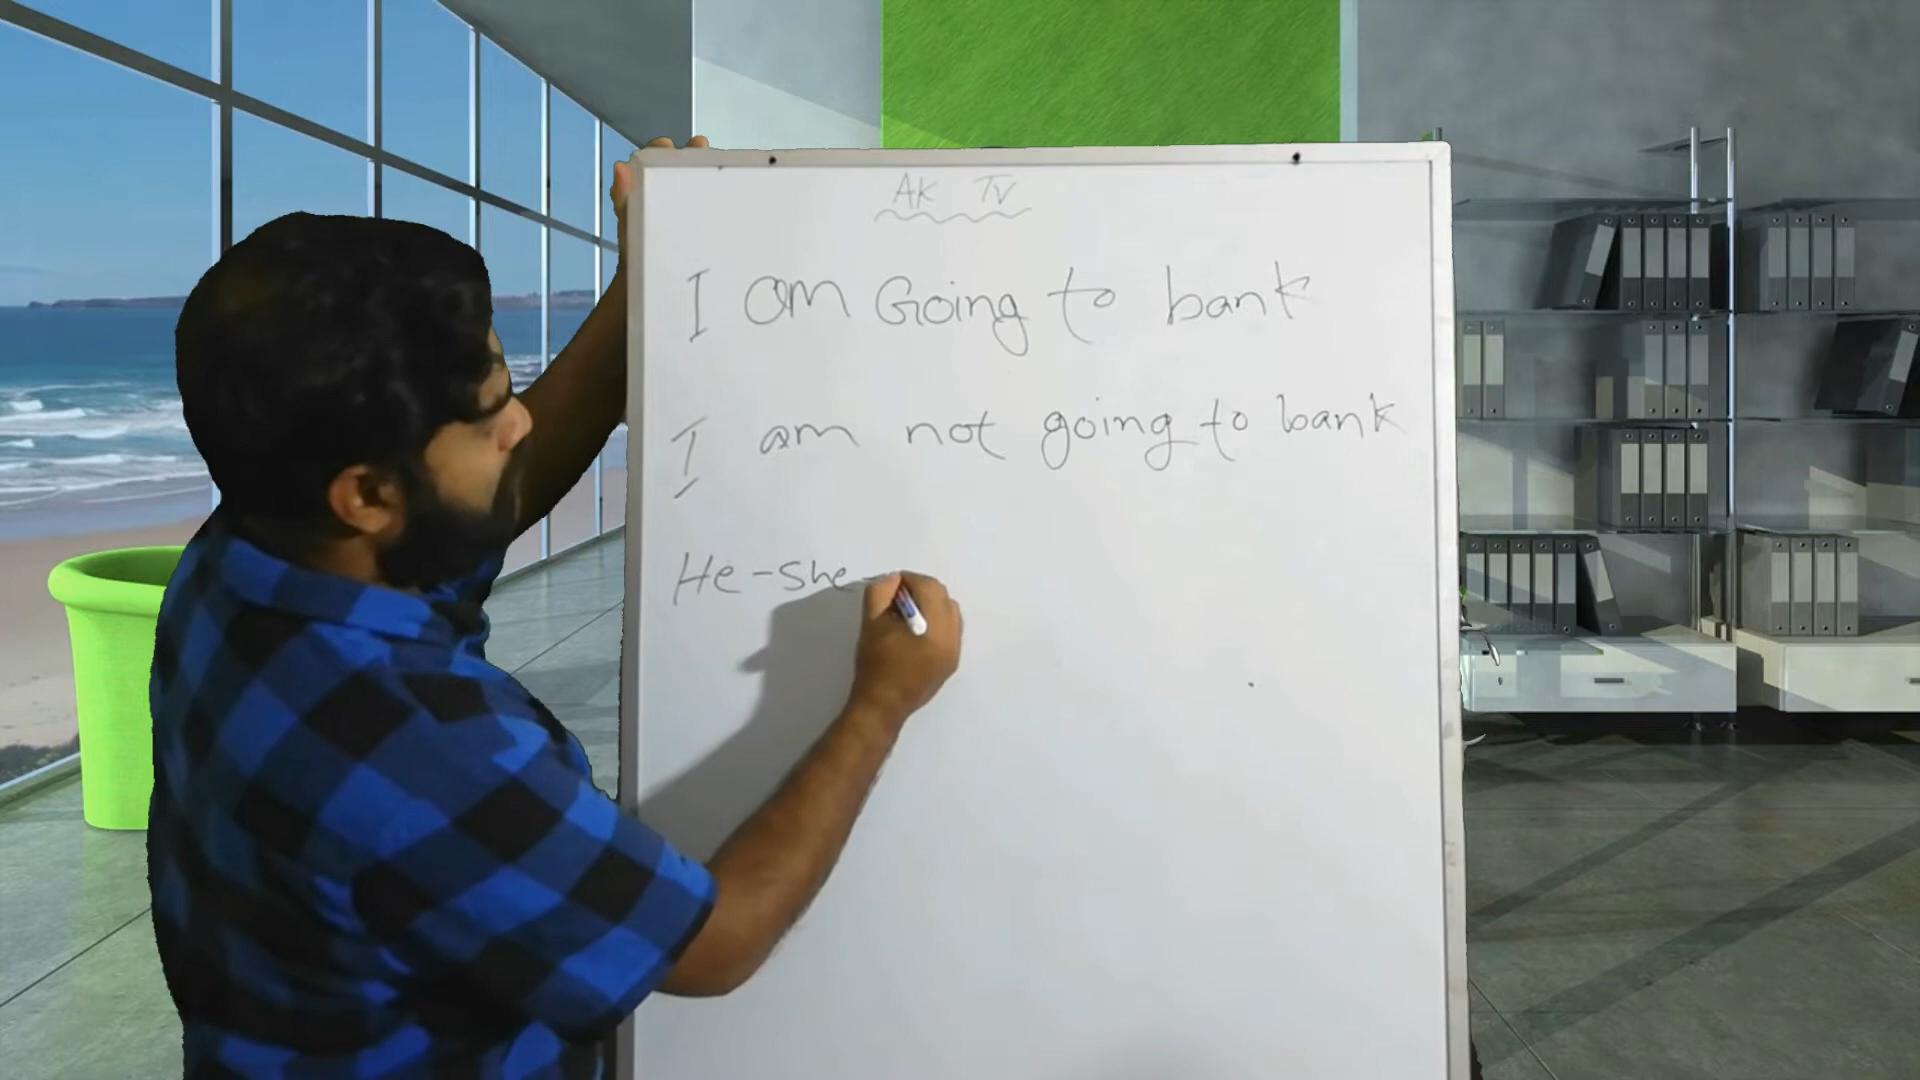 AK TV
I am Going to bank
I am not going to bank
He - She -